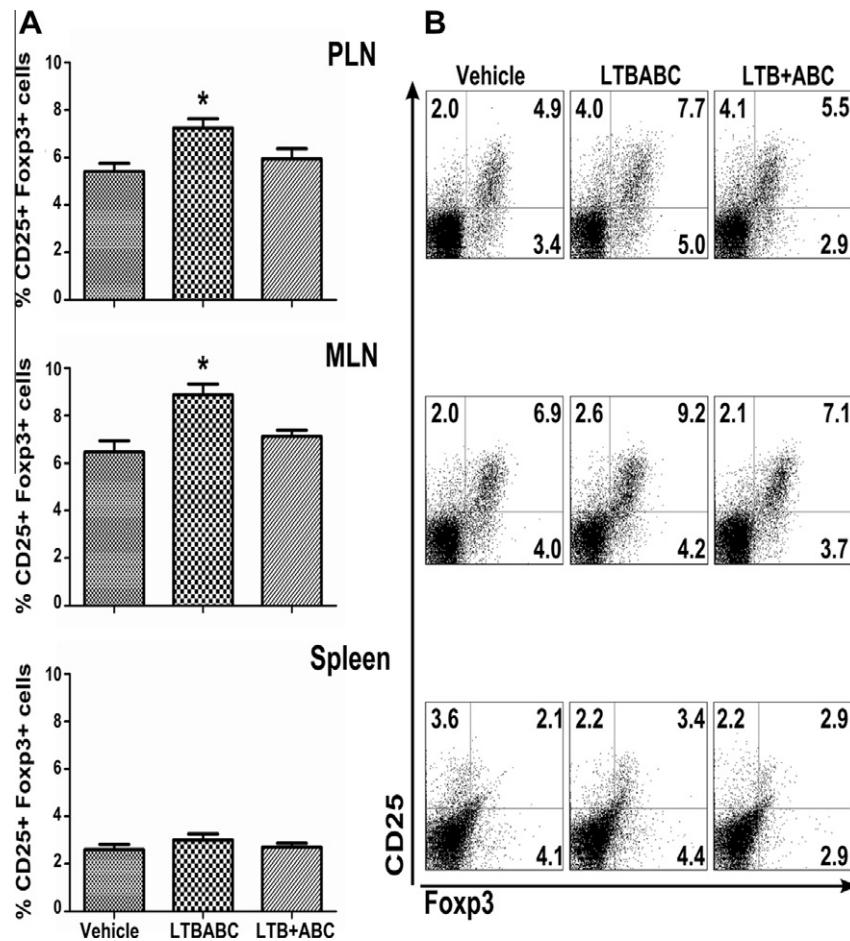 A
PLN
% CD25+ Foxp3+ cells
10
8
6
4
2
0
*
MLN
% CD25+ Foxp3+ cells
10
8
6
4
2
0
*
Spleen
% CD25+ Foxp3+ cells
10
8
6
4
2
0
Vehicle LTBABC LTB+ABC
B
Vehicle LTBABC LTB+ABC
2.0 4.9 4.0 7.7 4.1 5.5
3.4 5.0 2.9
2.0 6.9 2.6 9.2 2.1 7.1
4.0 4.2 3.7
3.6 2.1 2.2 3.4 2.2 2.9
4.1 4.4 2.9
CD25
Foxp3